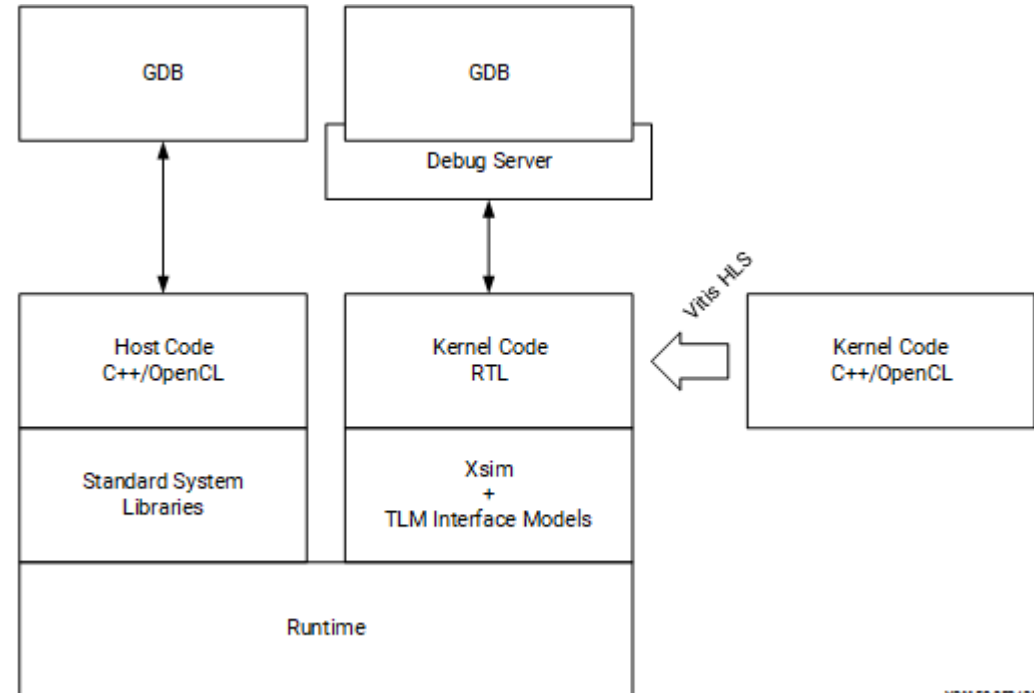 GDB
GDB
Debug Server
Vitis HLS
Host Code
C++/OpenCL
Kernel Code
RTL
Kernel Code
C++/OpenCL
Standard System
Libraries
Xsim
+
TLM Interface Models
Runtime